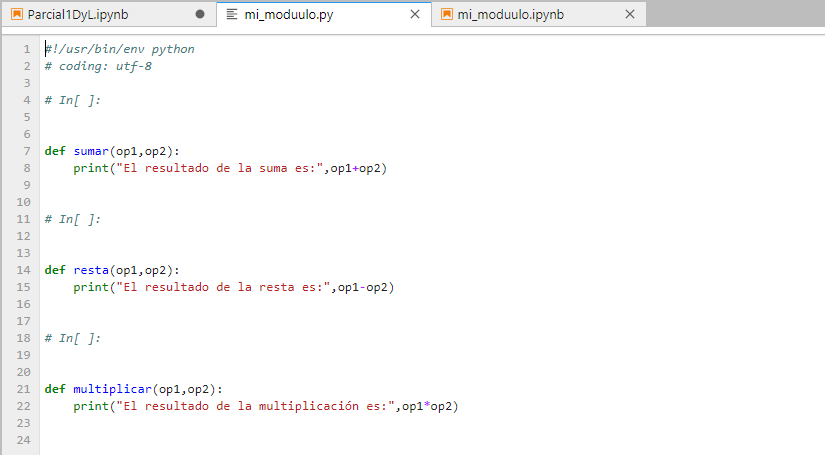 Parcial1DyL.ipynb
mi_moduulo.py
mi_moduulo.ipynb
1 #!/usr/bin/env python
2 # coding: utf-8
3
4 # In[ ]:
5
6
7 def sumar(op1,op2):
8     print("El resultado de la suma es:",op1+op2)
9
10
11 # In[ ]:
12
13
14 def resta(op1,op2):
15     print("El resultado de la resta es:",op1-op2)
16
17
18 # In[ ]:
19
20
21 def multiplicar(op1,op2):
22     print("El resultado de la multiplicación es:",op1*op2)
23
24